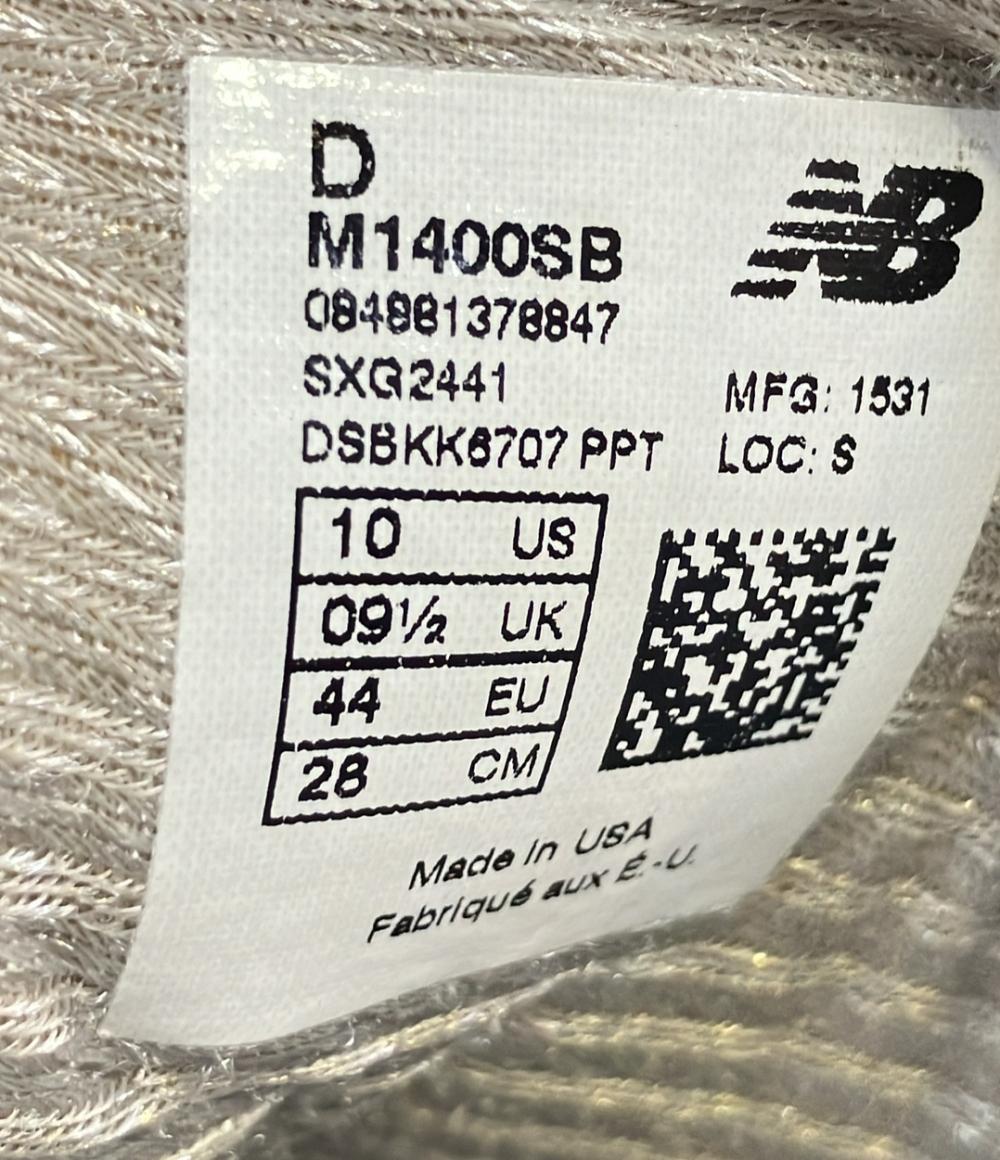 D
M1400SB
NB
084881378847
SXG2441
MFG: 1531
DSBKK6707 PPT
LOC: S
10 US
09½ UK
44 EU
28 CM
Made in USA
Fabriqué aux É.-U.